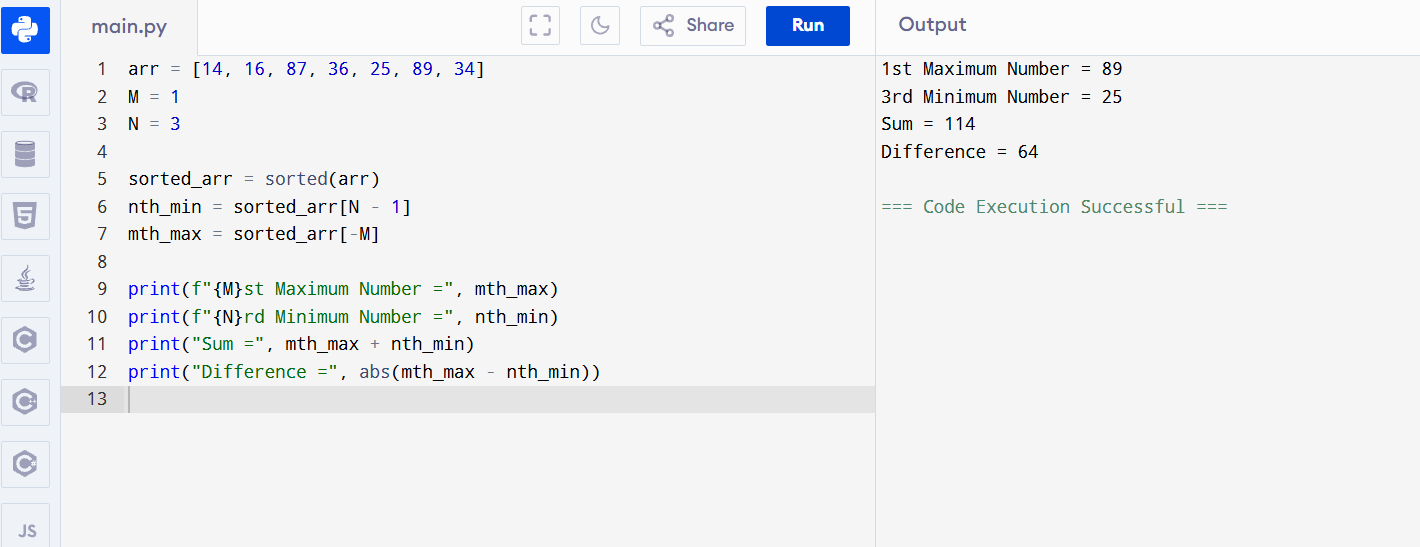 main.py
Share
Run
Output
1 arr = [14, 16, 87, 36, 25, 89, 34]
2 M = 1
3 N = 3
4
5 sorted_arr = sorted(arr)
6 nth_min = sorted_arr[N - 1]
7 mth_max = sorted_arr[-M]
8
9 print(f"{M}st Maximum Number =", mth_max)
10 print(f"{N}rd Minimum Number =", nth_min)
11 print("Sum =", mth_max + nth_min)
12 print("Difference =", abs(mth_max - nth_min))
13
1st Maximum Number = 89
3rd Minimum Number = 25
Sum = 114
Difference = 64
=== Code Execution Successful ===
R
5
C
C++
C#
JS